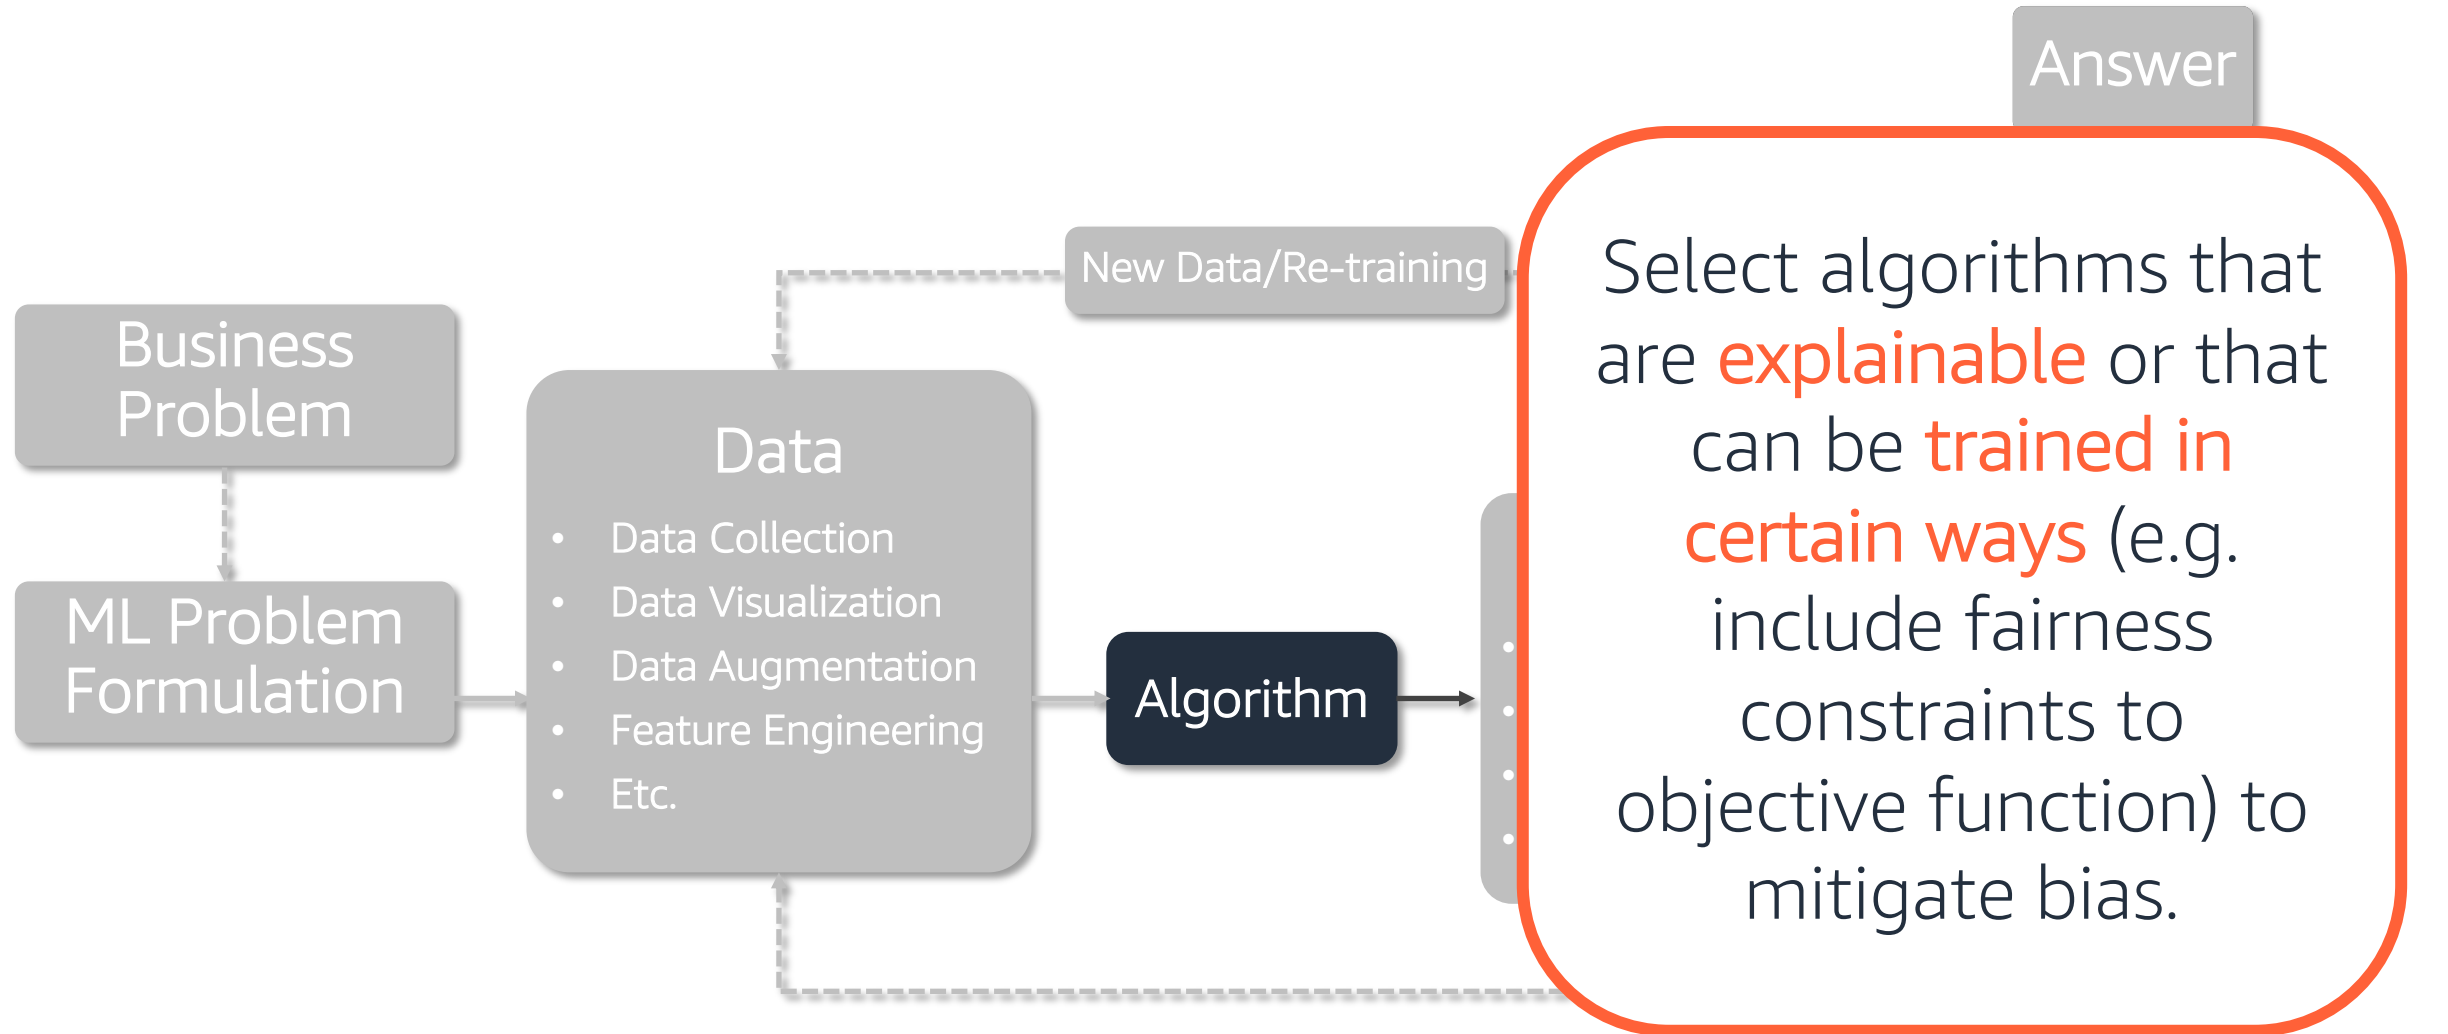 Answer
New Data/Re-training
Business
Problem
ML Problem
Formulation
Data
• Data Collection
• Data Visualization
• Data Augmentation
• Feature Engineering
• Etc.
Algorithm
Select algorithms that
are explainable or that
can be trained in
certain ways (e.g.
include fairness
constraints to
objective function) to
mitigate bias.